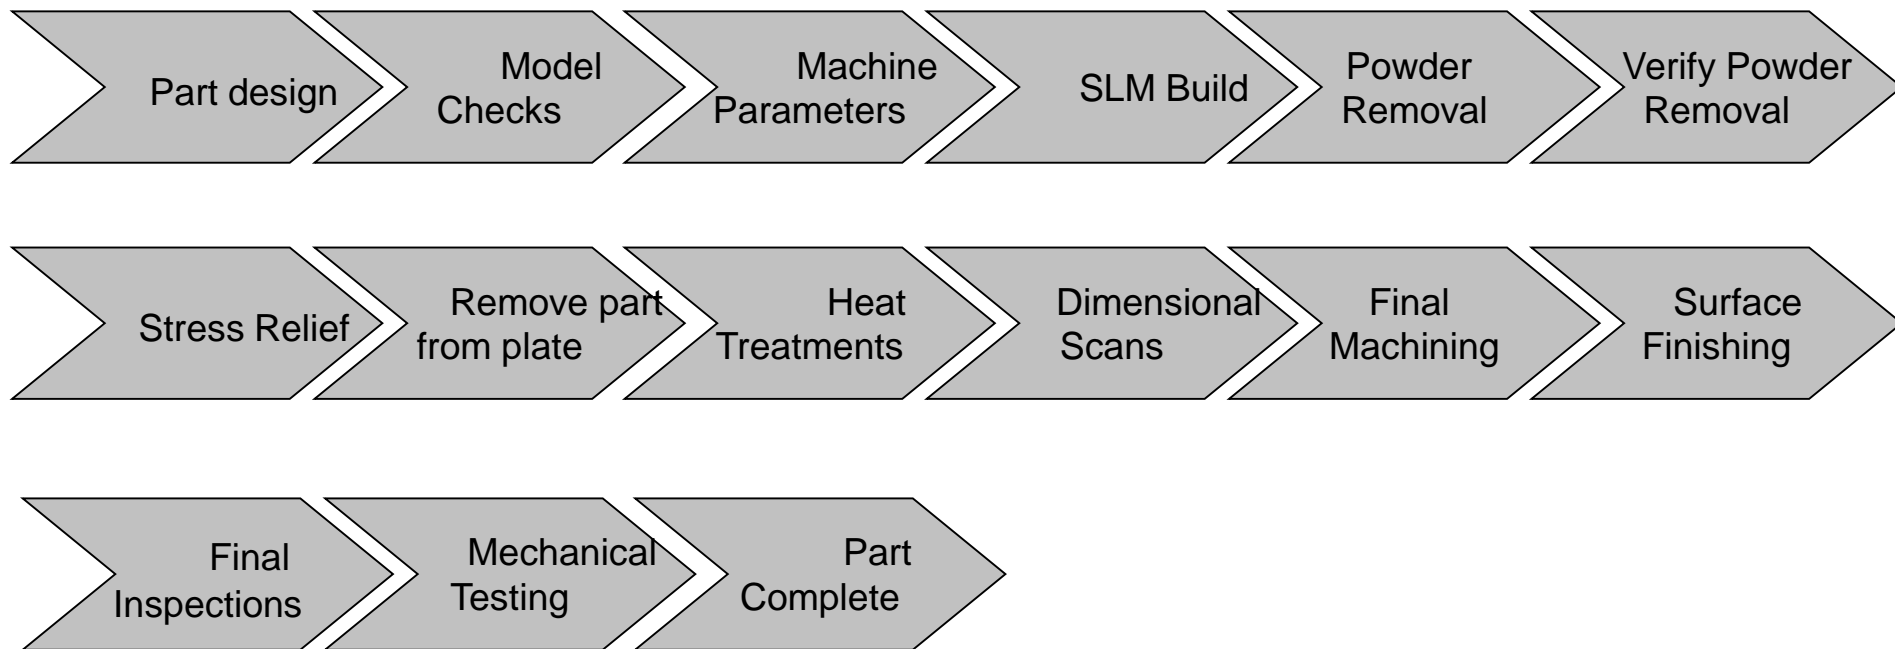 Part design
Model
Checks
Machine
Parameters
SLM Build
Powder
Removal
Verify Powder
Removal
Stress Relief
Remove part
from plate
Heat
Treatments
Dimensional
Scans
Final
Machining
Surface
Finishing
Final
Inspections
Mechanical
Testing
Part
Complete